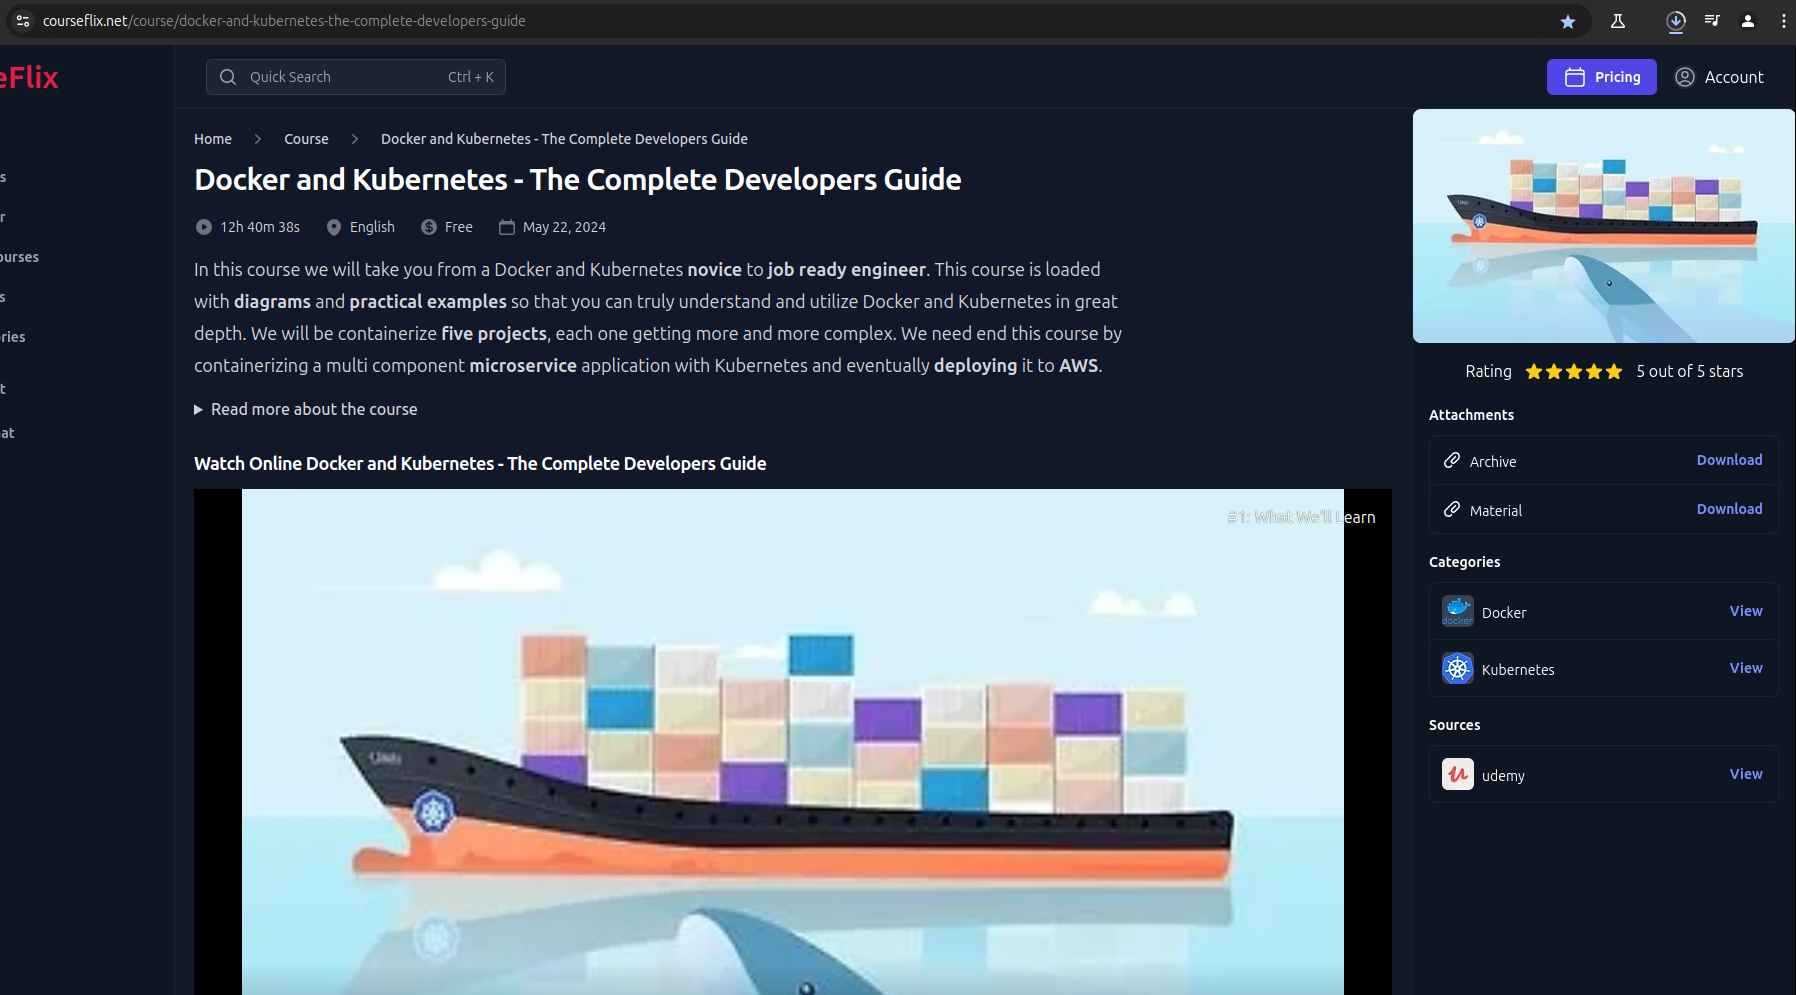 courseflix.net/course/docker-and-kubernetes-the-complete-developers-guide
eFlix
Quick Search Ctrl + K
Pricing
Account
s
r
ourses
s
ories
t
at
Home > Course > Docker and Kubernetes - The Complete Developers Guide
Docker and Kubernetes - The Complete Developers Guide
12h 40m 38s English Free May 22, 2024
In this course we will take you from a Docker and Kubernetes novice to job ready engineer. This course is loaded
with diagrams and practical examples so that you can truly understand and utilize Docker and Kubernetes in great
depth. We will be containerize five projects, each one getting more and more complex. We need end this course by
containerizing a multi component microservice application with Kubernetes and eventually deploying it to AWS.
Read more about the course
Watch Online Docker and Kubernetes - The Complete Developers Guide
#1: What We'll Learn
Rating 5 out of 5 stars
Attachments
Archive Download
Material Download
Categories
docker Docker View
Kubernetes View
Sources
udemy View